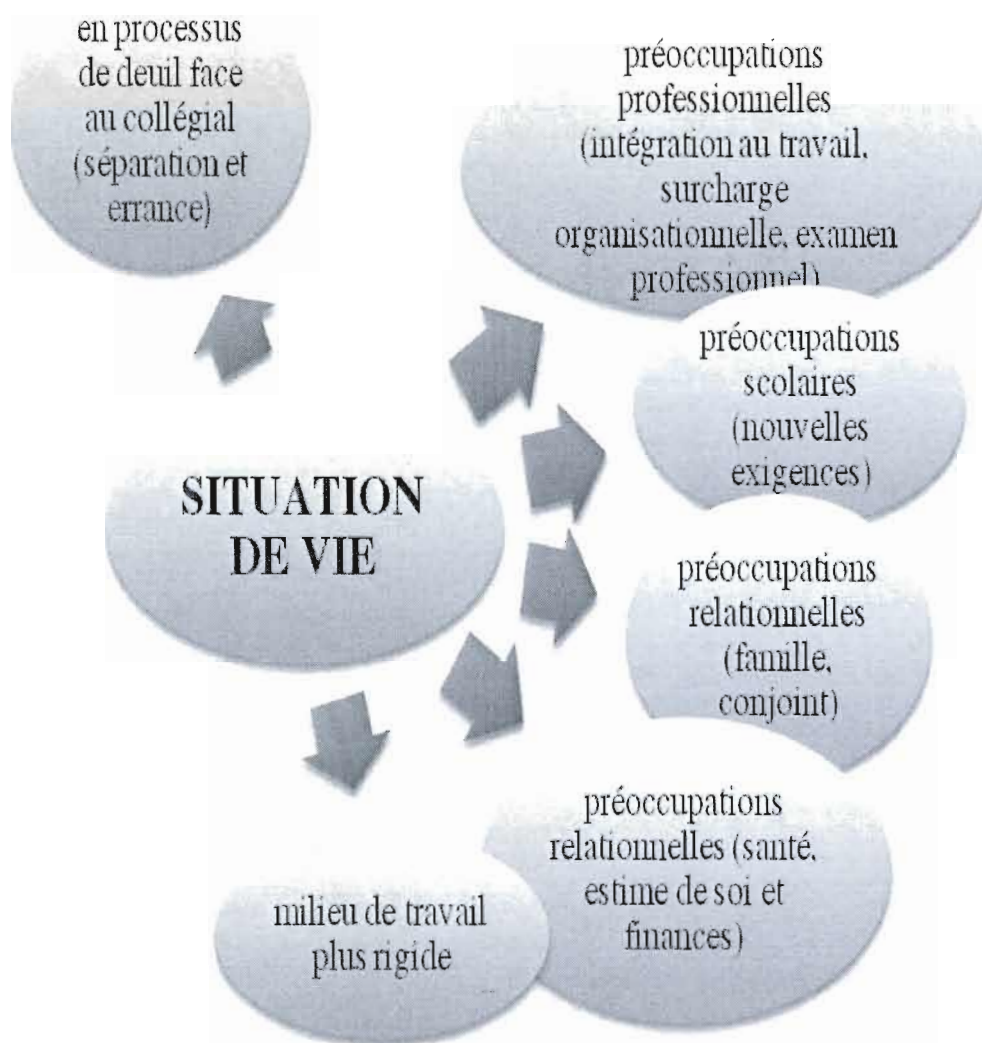 en processus
de deuil face
au collégial
(séparation et
errance)
préoccupations
professionnelles
(intégration au travail,
surcharge
organisationnelle, examen
professionnel)
préoccupations
scolaires
(nouvelles
exigences)
SITUATION
DE VIE
préoccupations
relationnelles
(famille,
conjoint)
préoccupations
relationnelles (santé,
estime de soi et
finances)
milieu de travail
plus rigide